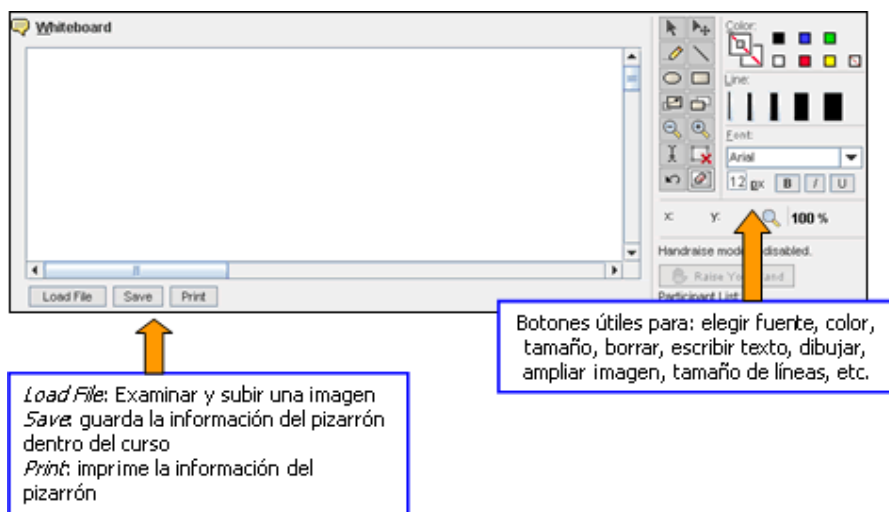 Whiteboard
Color:
Line:
Font:
Arial
12 px B I U
x: y: 100 %
Handraise mode disabled.
Raise Your Hand
Participant List
Load File Save Print
Botones útiles para: elegir fuente, color,
tamaño, borrar, escribir texto, dibujar,
ampliar imagen, tamaño de líneas, etc.
Load File: Examinar y subir una imagen
Save: guarda la información del pizarrón
dentro del curso
Print: imprime la información del
pizarrón